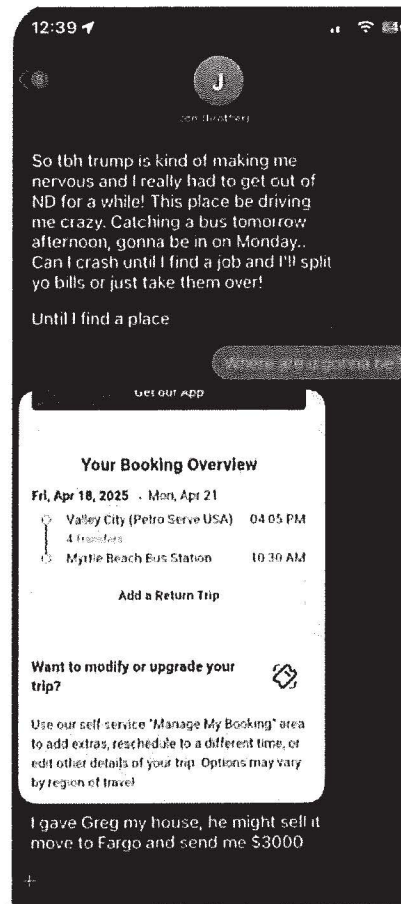 12:39
J
So tbh trump is kind of making me
nervous and I really had to get out of
ND for a while! This place be driving
me crazy. Catching a bus tomorrow
afternoon, gonna be in on Monday..
Can I crash until I find a job and I'll split
yo bills or just take them over!
Until I find a place
Where are u gonna be
Get our App
Your Booking Overview
Fri, Apr 18, 2025 - Mon, Apr 21
Valley City (Petro Serve USA) 04:05 PM
4 transfers
Myrtle Beach Bus Station 10:30 AM
Add a Return Trip
Want to modify or upgrade your
trip?
Use our self service "Manage My Booking" area
to add extras, reschedule to a different time, or
edit other details of your trip. Options may vary
by region of travel
I gave Greg my house, he might sell it
move to Fargo and send me $3000
+